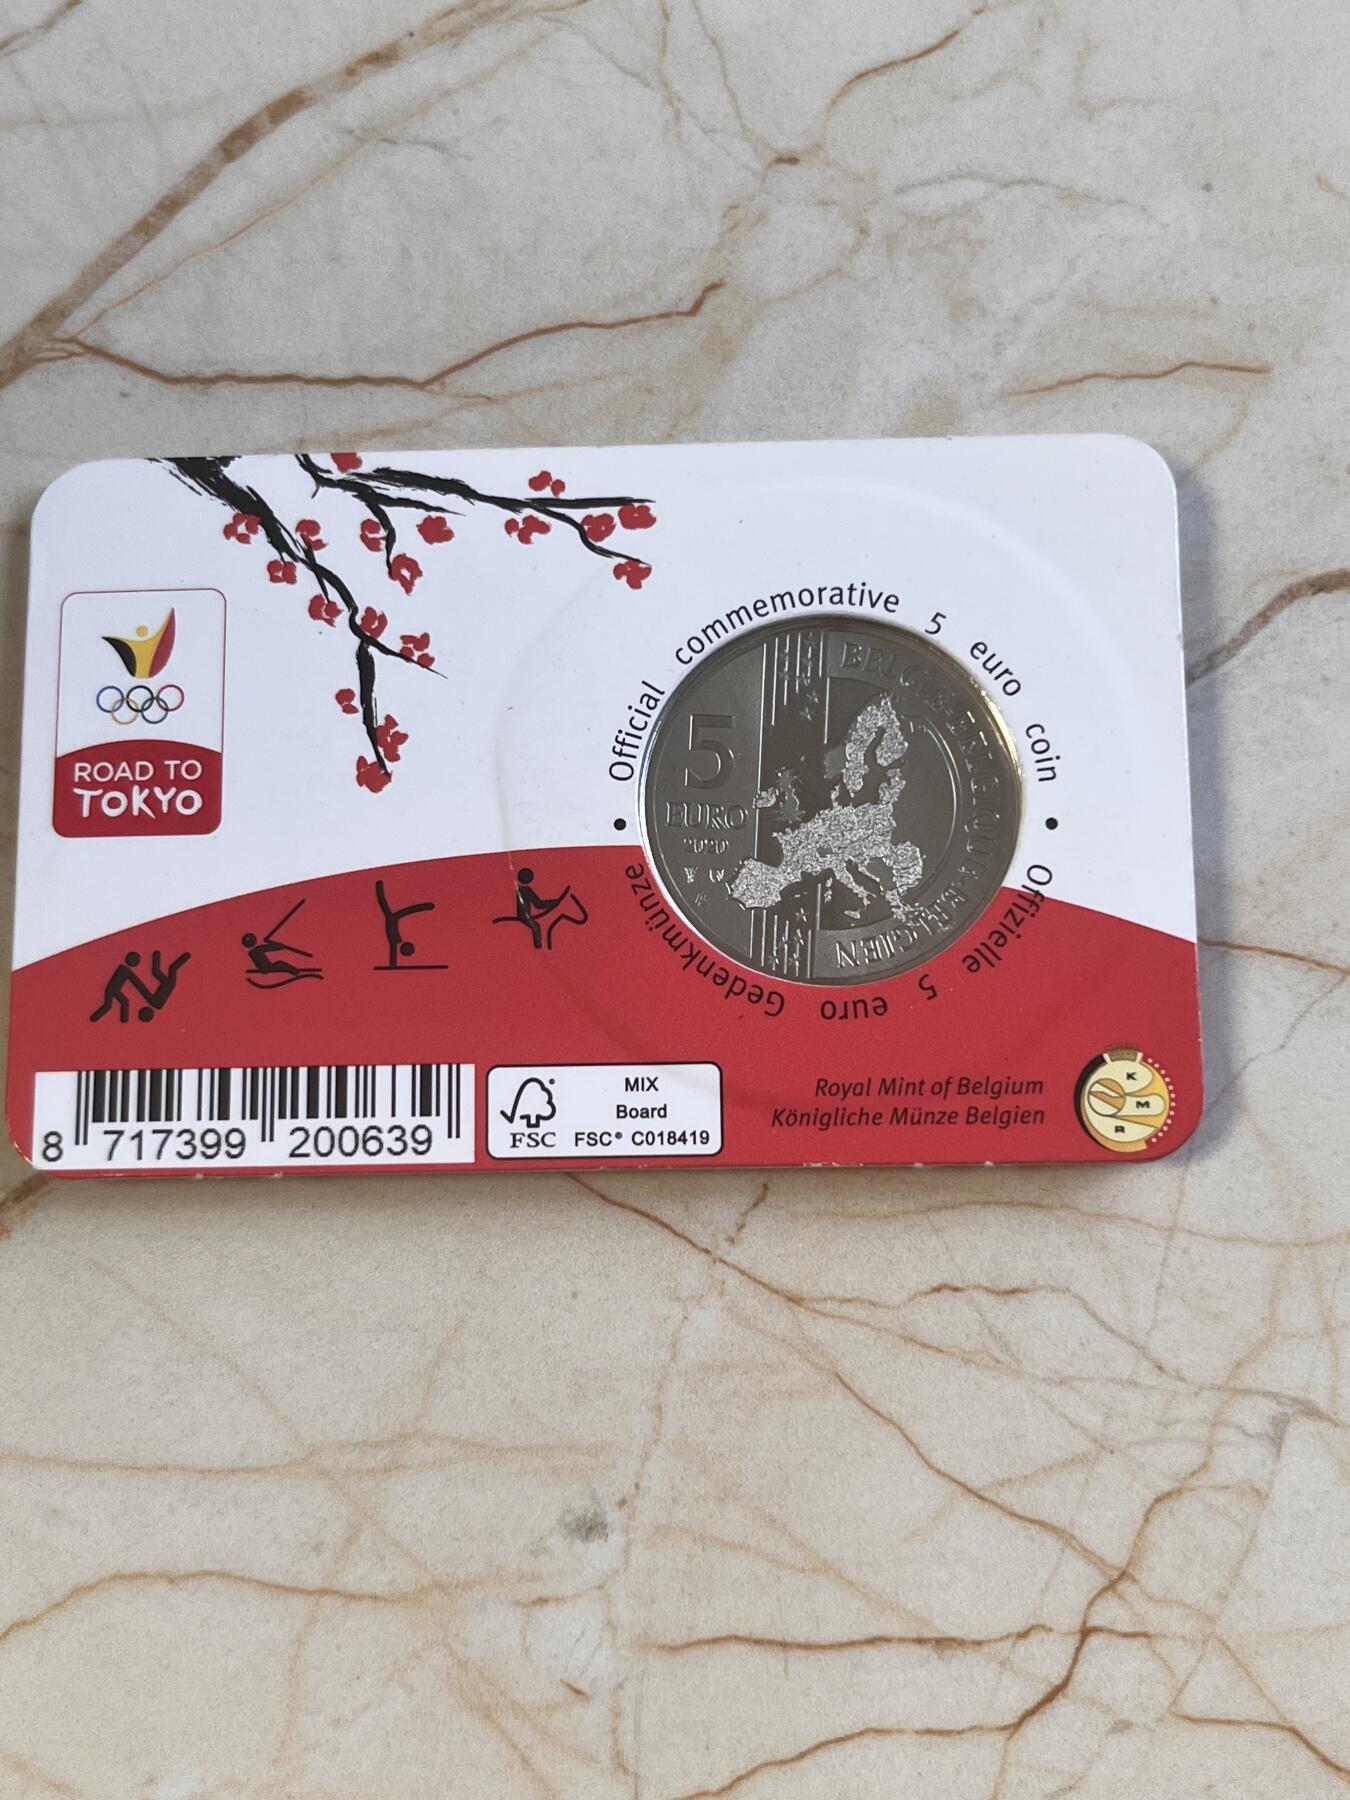 ROAD TO
TOKYO
Official commemorative 5 euro coin
Offizielle 5 euro Gedenkmünze
5
EURO
2020
BELGIE-BELGIQUE-BELGIEN
8 717399 200639
FSC
MIX
Board
FSC® C018419
Royal Mint of Belgium
Königliche Münze Belgien
K
M
R